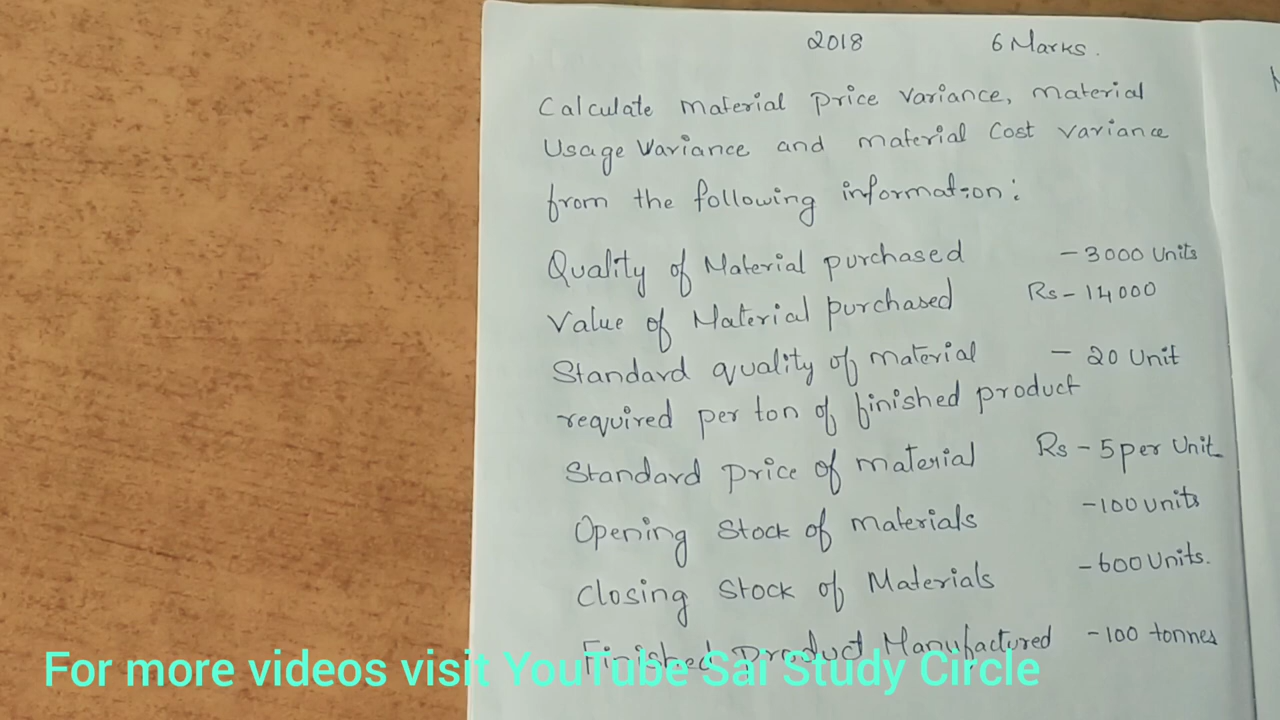 2018 6 Marks.
Calculate Material Price Variance, Material
Usage Variance and material Cost variance
from the following information:
Quality of Material purchased - 3000 Units
Value of Material purchased Rs - 14000
Standard quality of material - 20 Unit
required per ton of finished product
Standard Price of material Rs - 5 per Unit
Opening Stock of materials - 100 units
Closing Stock of Materials - 600 Units.
Finished Product Manufactured - 100 tonnes
For more videos visit YouTube Sai Study Circle